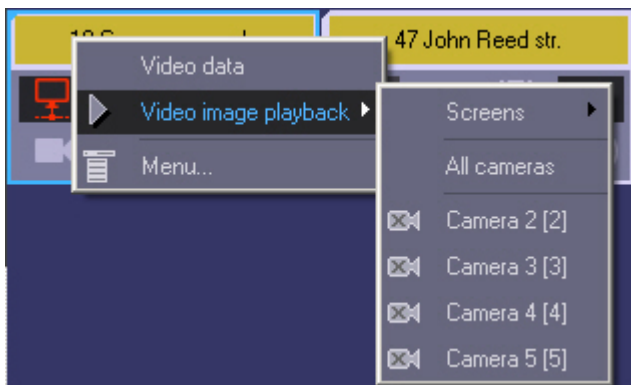 47 John Reed str.
Video data
Video image playback
Menu...
Screens
All cameras
Camera 2 [2]
Camera 3 [3]
Camera 4 [4]
Camera 5 [5]